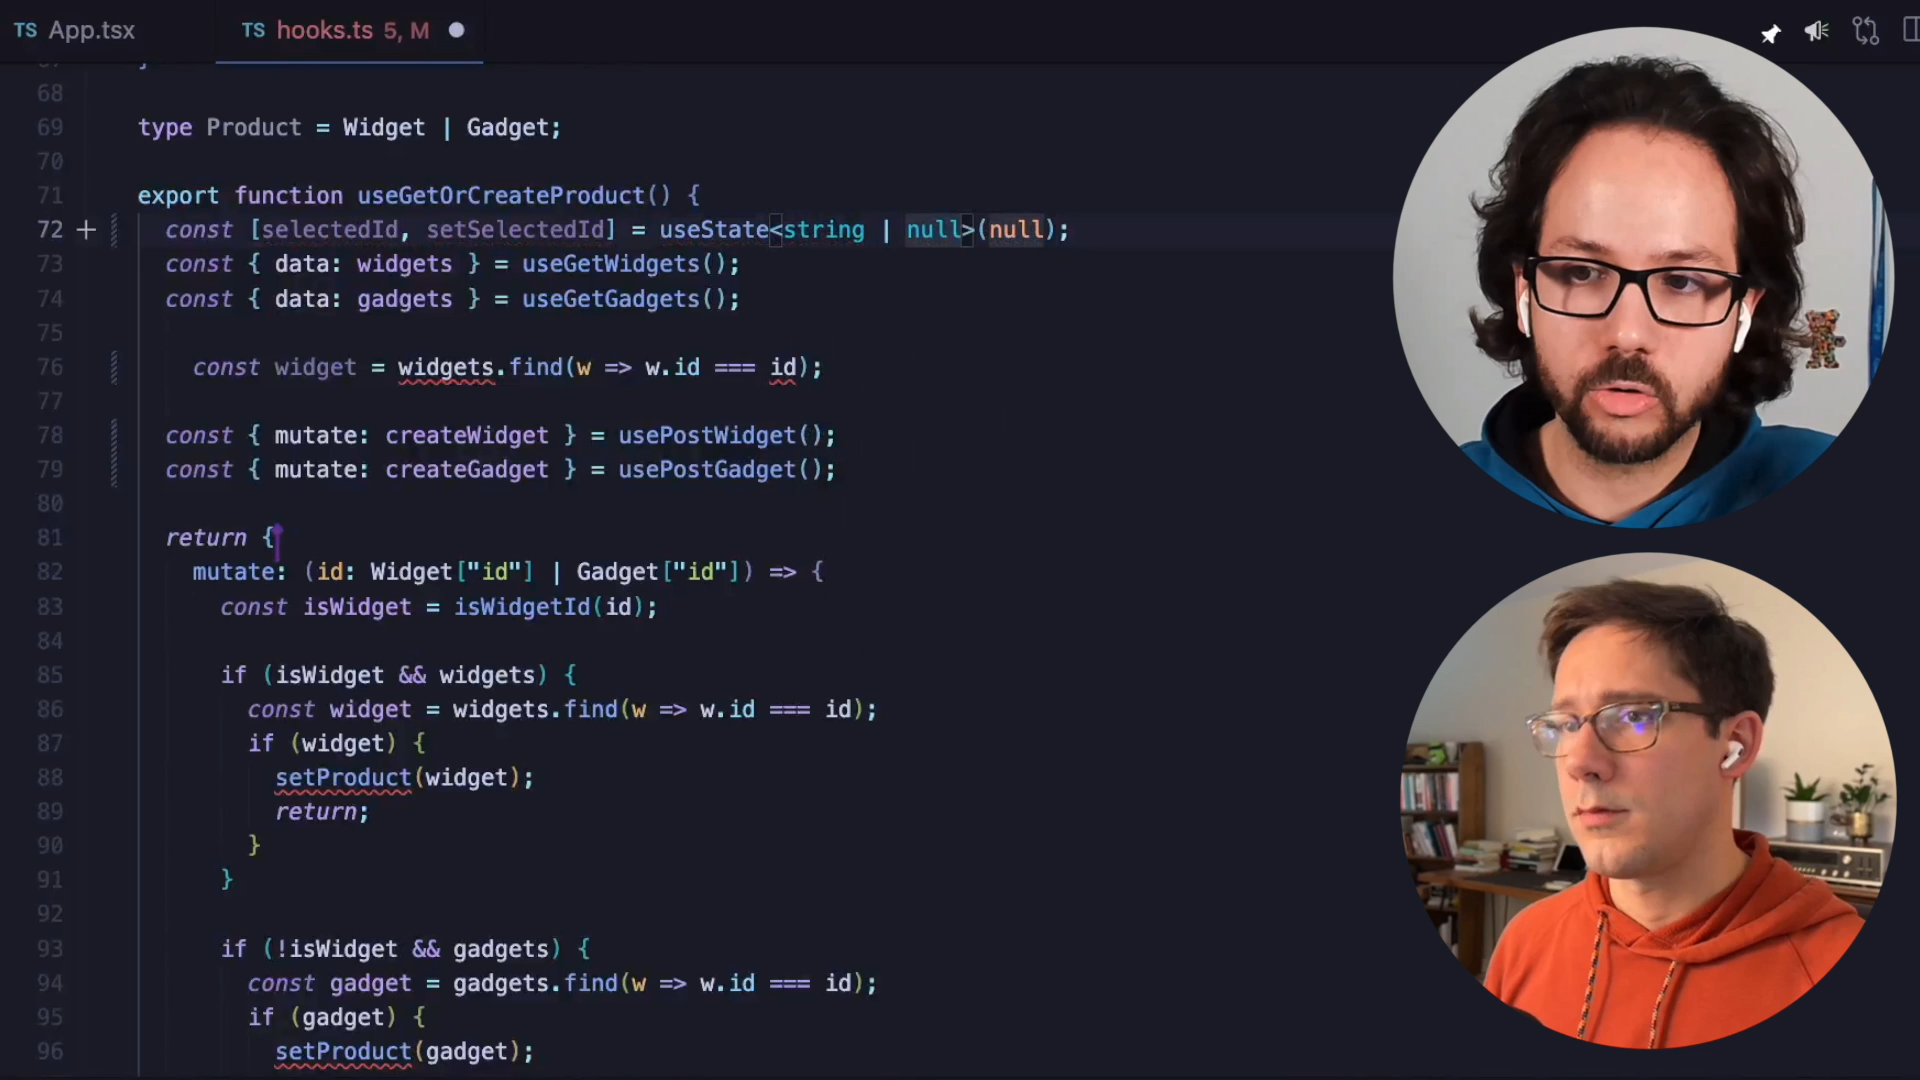 TS App.tsx
TS hooks.ts 5, M
68
69 type Product = Widget | Gadget;
70
71 export function useGetOrCreateProduct() {
72 const [selectedId, setSelectedId] = useState<string | null>(null);
73 const { data: widgets } = useGetWidgets();
74 const { data: gadgets } = useGetGadgets();
75
76 const widget = widgets.find(w => w.id === id);
77
78 const { mutate: createWidget } = usePostWidget();
79 const { mutate: createGadget } = usePostGadget();
80
81 return {
82 mutate: (id: Widget["id"] | Gadget["id"]) => {
83 const isWidget = isWidgetId(id);
84
85 if (isWidget && widgets) {
86 const widget = widgets.find(w => w.id === id);
87 if (widget) {
88 setProduct(widget);
89 return;
90 }
91 }
92
93 if (!isWidget && gadgets) {
94 const gadget = gadgets.find(w => w.id === id);
95 if (gadget) {
96 setProduct(gadget);